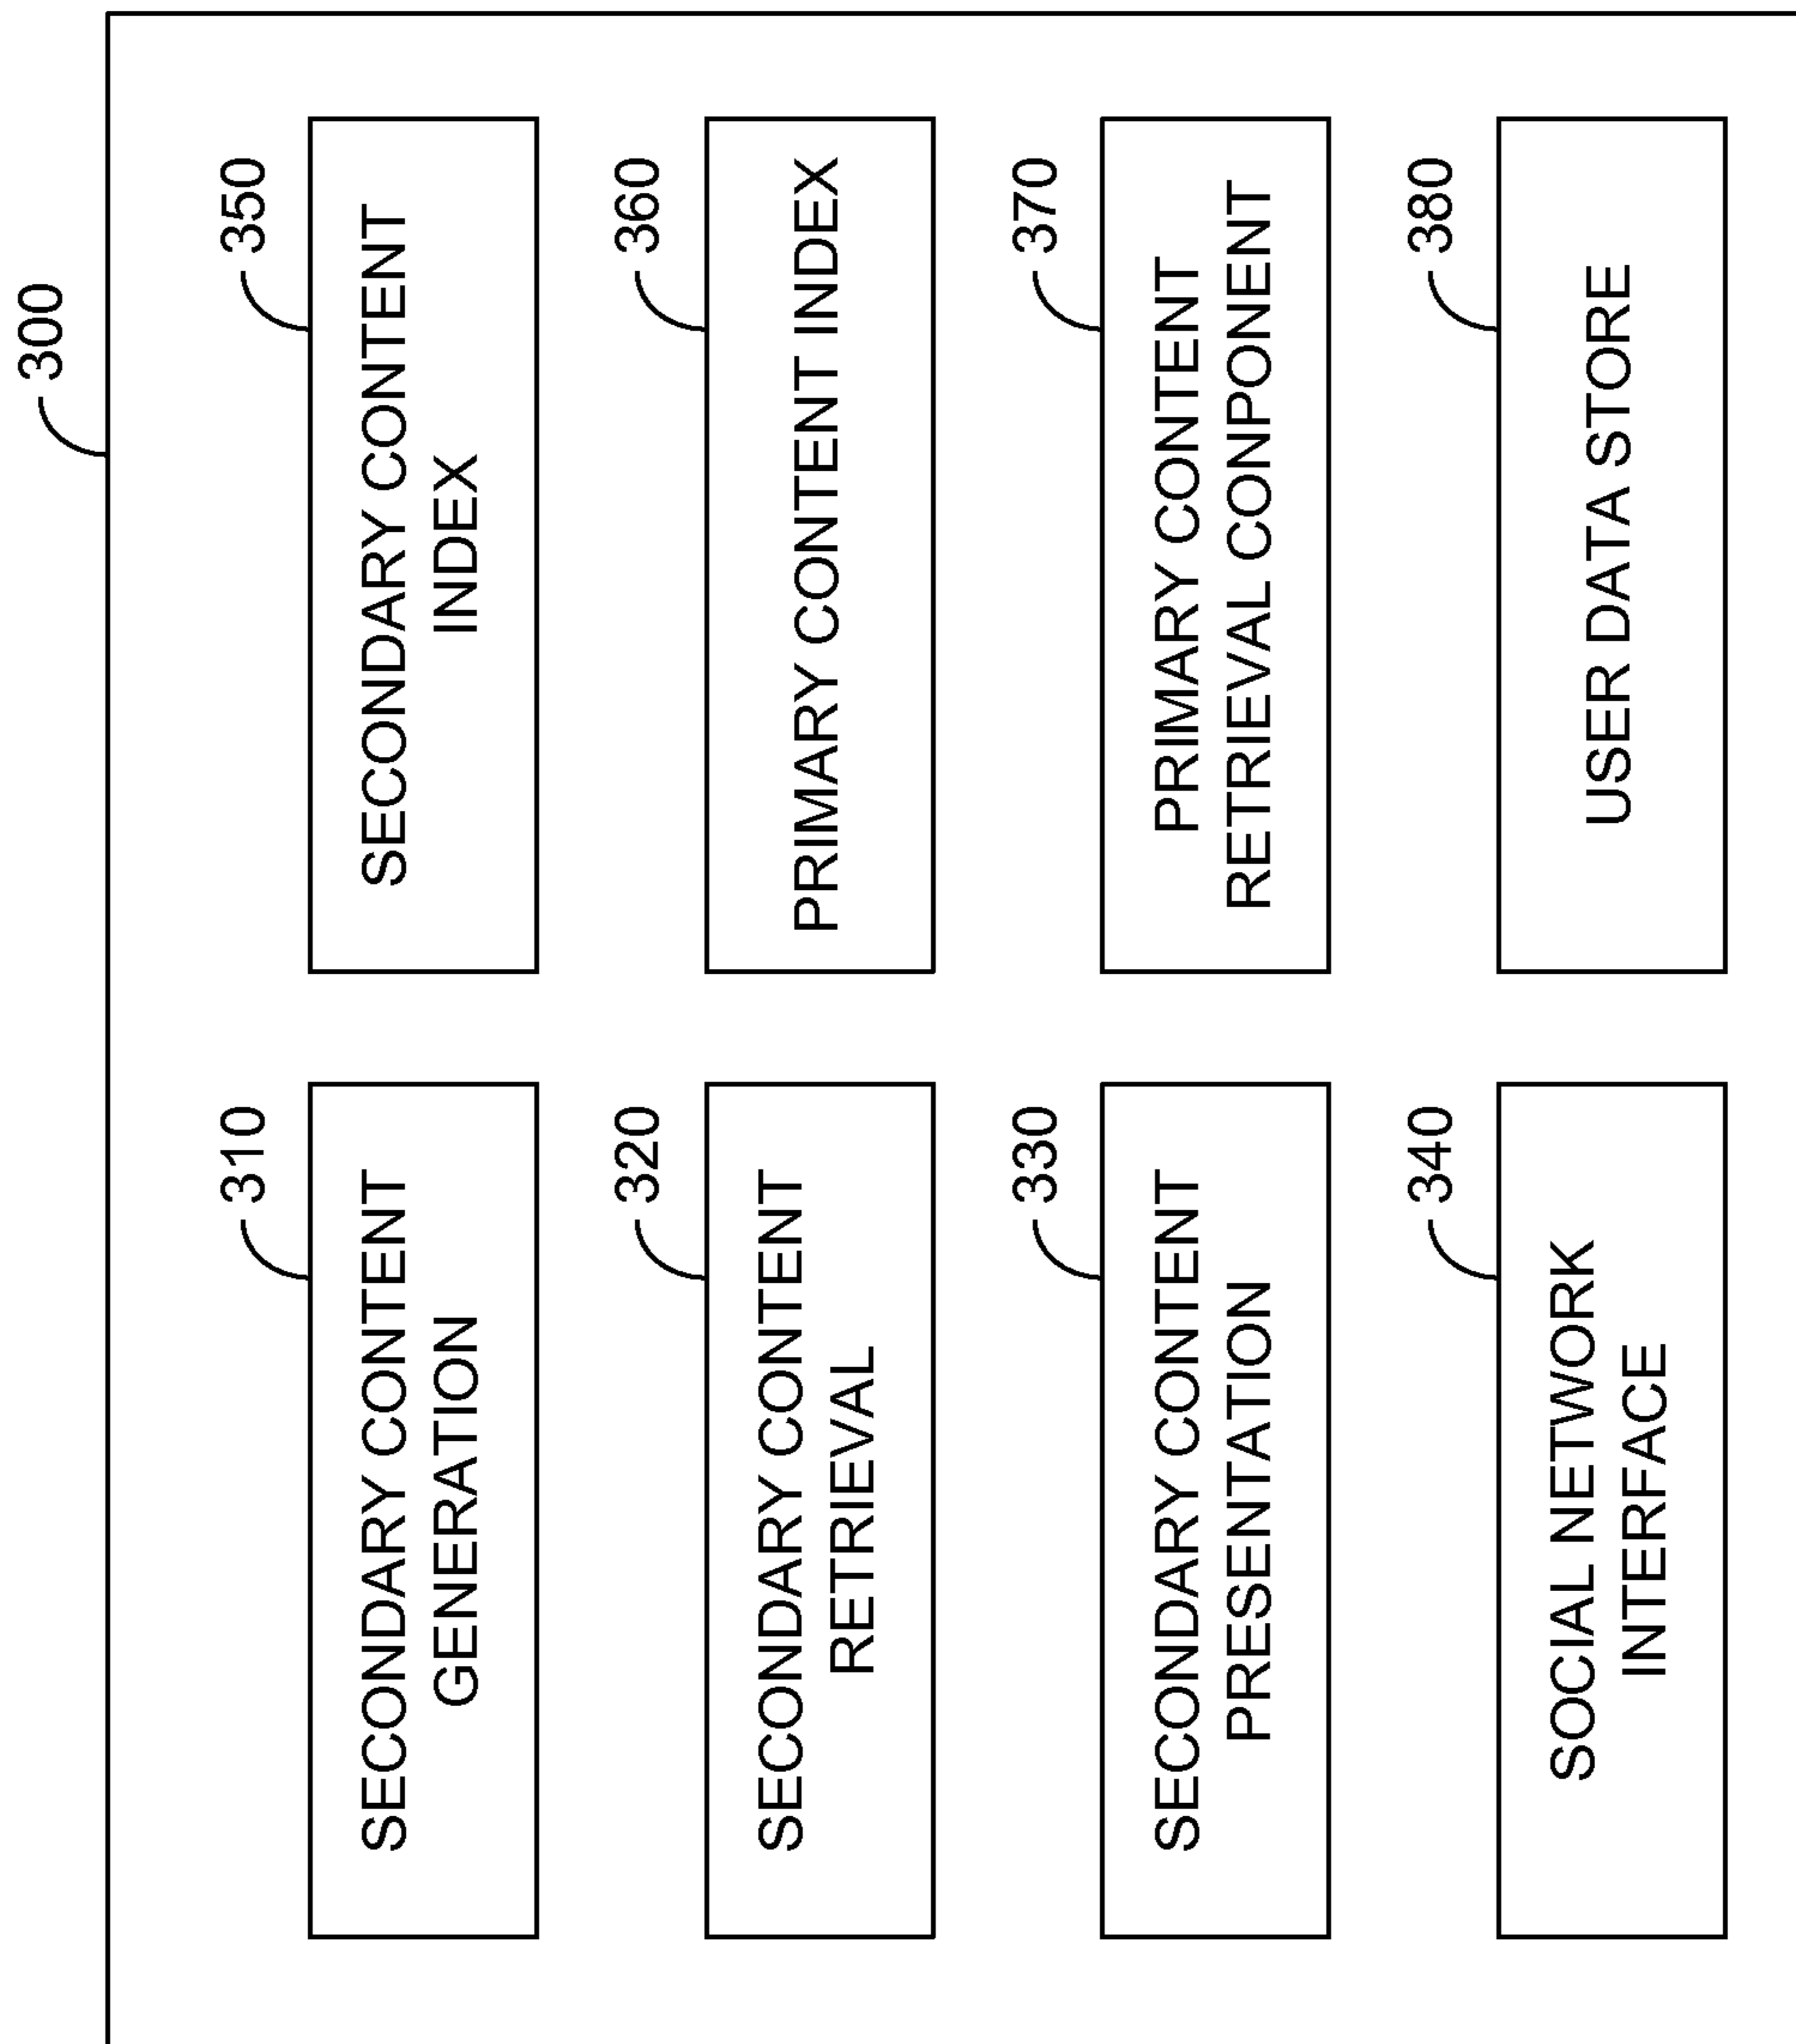 300
310
SECONDARY CONTENT
GENERATION
350
SECONDARY CONTENT
INDEX
320
SECONDARY CONTENT
RETRIEVAL
360
PRIMARY CONTENT INDEX
330
SECONDARY CONTENT
PRESENTATION
370
PRIMARY CONTENT
RETRIEVAL CONPONENT
340
SOCIAL NETWORK
INTERFACE
380
USER DATA STORE